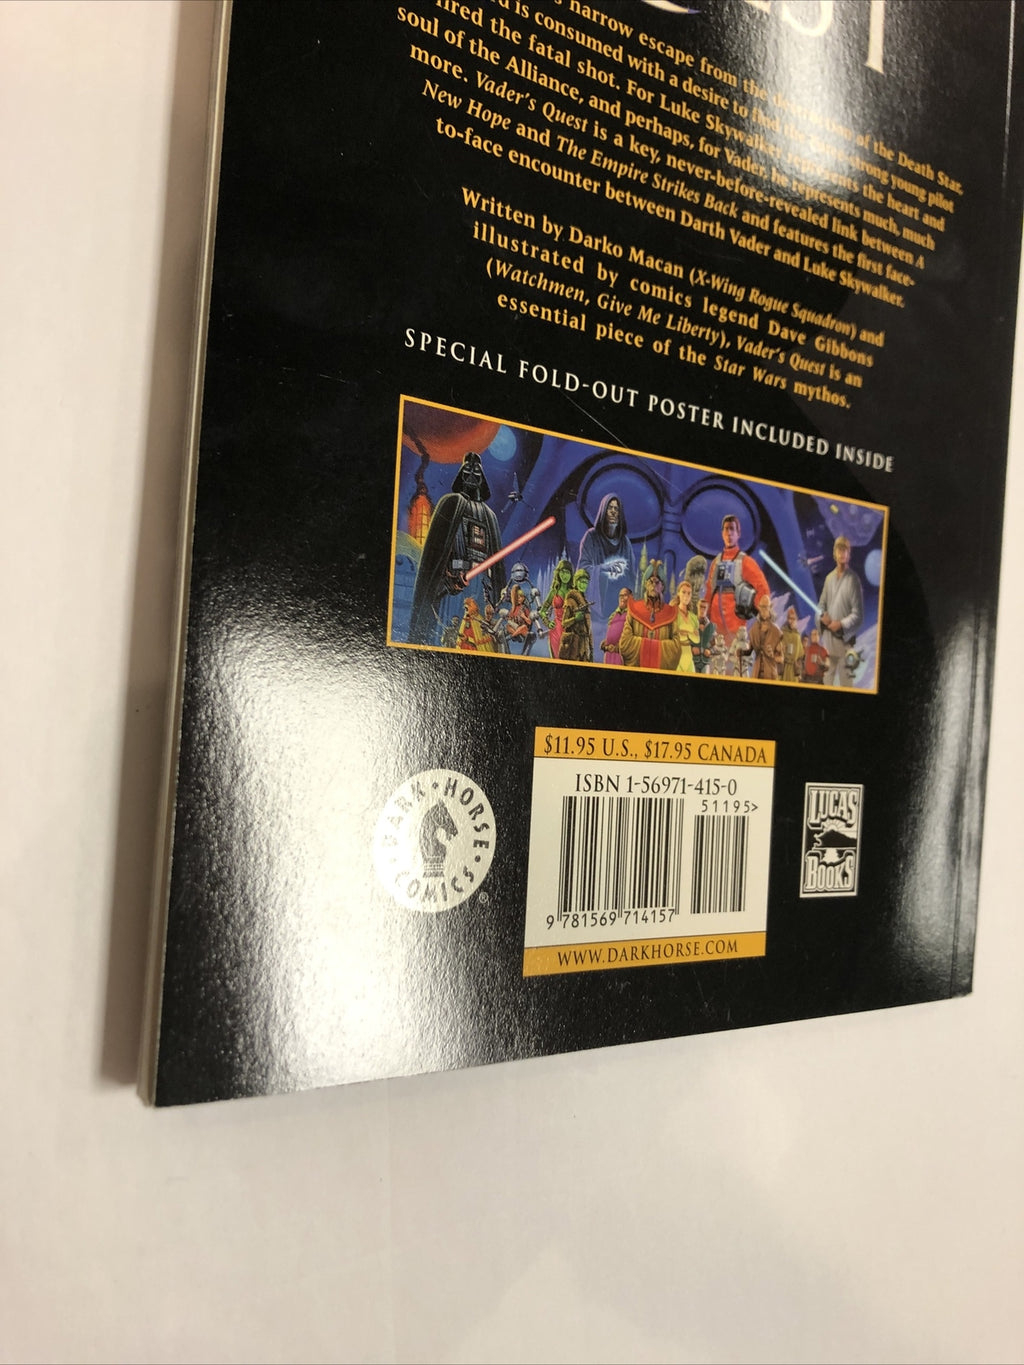 EST
narrow escape from the destruction of the Death Star,
is consumed with a desire to find the Force-strong young pilot
fired the fatal shot. For Luke Skywalker represents the heart and
soul of the Alliance, and perhaps, for Vader, he represents much, much
more. Vader's Quest is a key, never-before-revealed link between A
New Hope and The Empire Strikes Back and features the first face-
to-face encounter between Darth Vader and Luke Skywalker.
Written by Darko Macan (X-Wing Rogue Squadron) and
illustrated by comics legend Dave Gibbons
(Watchmen, Give Me Liberty), Vader's Quest is an
essential piece of the Star Wars mythos.
SPECIAL FOLD-OUT POSTER INCLUDED INSIDE
$11.95 U.S., $17.95 CANADA
ISBN 1-56971-415-0
51195>
9 781569 714157
WWW.DARKHORSE.COM
DARK · HORSE · COMICS ·
®
LUCAS
BOOKS